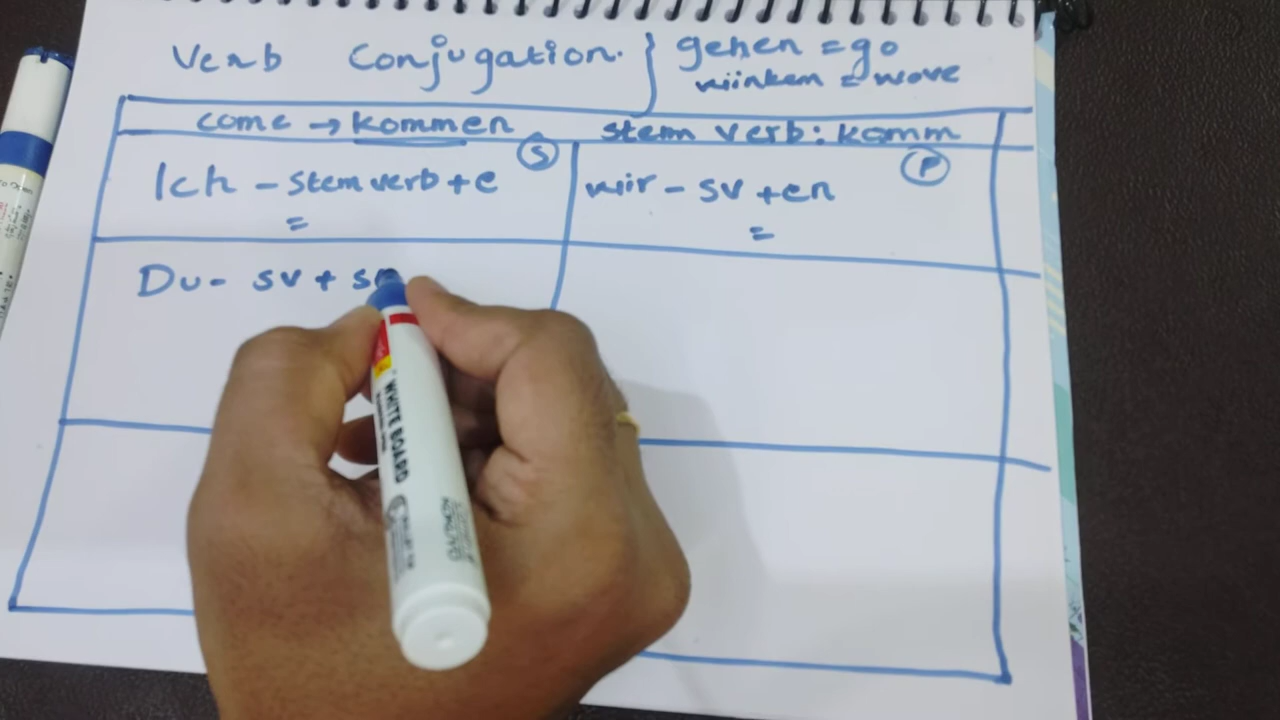 Verb Conjugation. } gehen = go
winken = wave
come → kommen
stem verb: komm
Ich - stem verb + e
=
S
wir - sv + en
=
P
Du - sv + s
WHITE BOARD